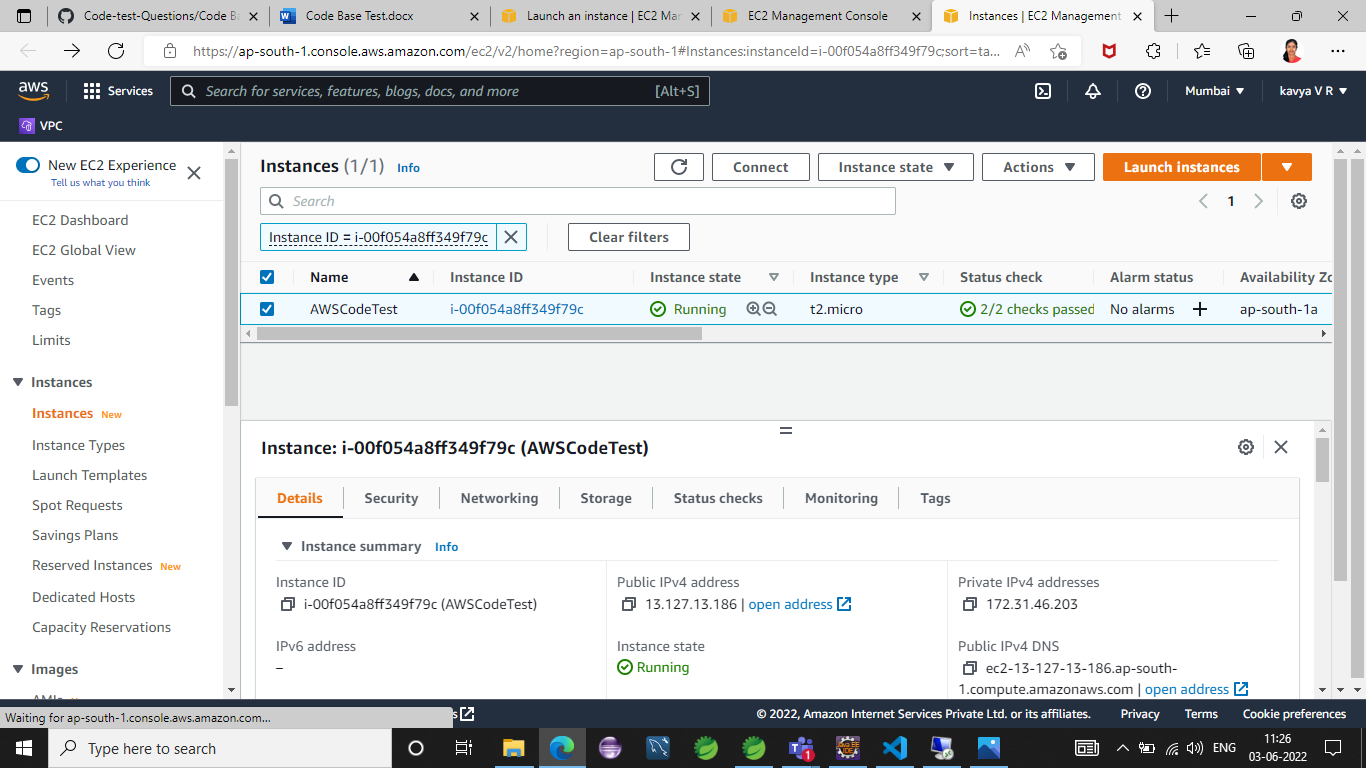 Code-test-Questions/Code Ba
Code Base Test.docx
Launch an instance | EC2 Man
EC2 Management Console
Instances | EC2 Management
https://ap-south-1.console.aws.amazon.com/ec2/v2/home?region=ap-south-1#Instances:instanceId=i-00f054a8ff349f79c;sort=ta...
aws
Services
Search for services, features, blogs, docs, and more
[Alt+S]
Mumbai
kavya V R
VPC
New EC2 Experience
Tell us what you think
EC2 Dashboard
EC2 Global View
Events
Tags
Limits
Instances
Instances New
Instance Types
Launch Templates
Spot Requests
Savings Plans
Reserved Instances New
Dedicated Hosts
Capacity Reservations
Images
Instances (1/1) Info
Connect
Instance state
Actions
Launch instances
Search
1
Instance ID = i-00f054a8ff349f79c
Clear filters
Name Instance ID Instance state Instance type Status check Alarm status Availability Zo
AWSCodeTest i-00f054a8ff349f79c Running t2.micro 2/2 checks passed No alarms + ap-south-1a
Instance: i-00f054a8ff349f79c (AWSCodeTest)
Details Security Networking Storage Status checks Monitoring Tags
Instance summary Info
Instance ID
i-00f054a8ff349f79c (AWSCodeTest)
Public IPv4 address
13.127.13.186 | open address
Private IPv4 addresses
172.31.46.203
IPv6 address
–
Instance state
Running
Public IPv4 DNS
ec2-13-127-13-186.ap-south-
1.compute.amazonaws.com | open address
Waiting for ap-south-1.console.aws.amazon.com...
© 2022, Amazon Internet Services Private Ltd. or its affiliates.
Privacy
Terms
Cookie preferences
Type here to search
1
ENG
11:26
03-06-2022